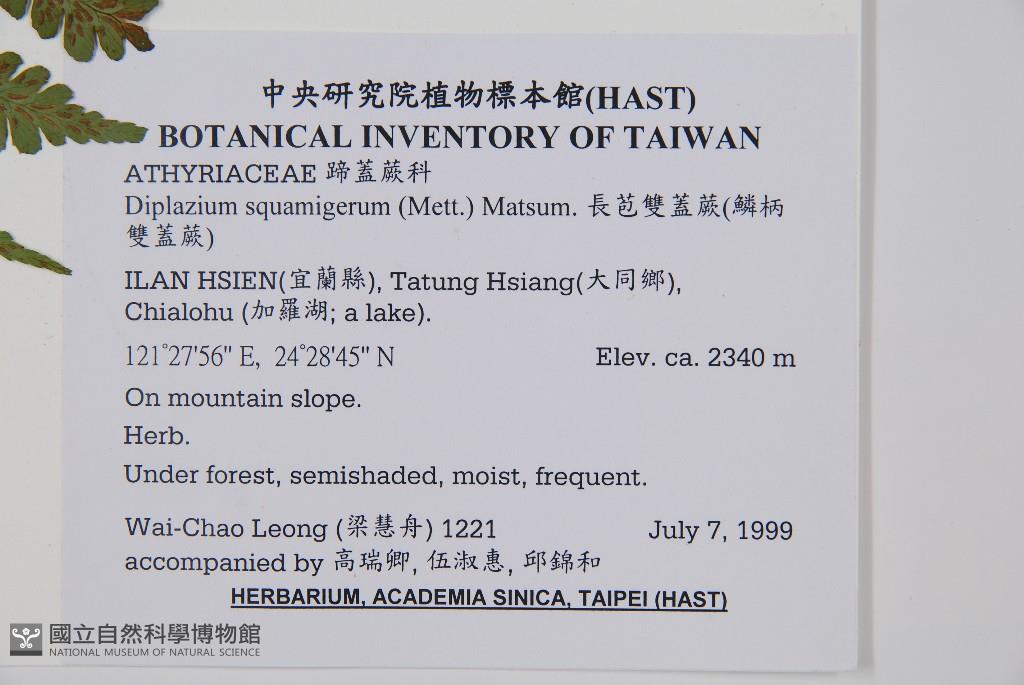 中央研究院植物標本館(HAST)
BOTANICAL INVENTORY OF TAIWAN
ATHYRIACEAE 蹄蓋蕨科
Diplazium squamigerum (Mett.) Matsum. 長苞雙蓋蕨(鱗柄
雙蓋蕨)
ILAN HSIEN(宜蘭縣), Tatung Hsiang(大同鄉),
Chialohu (加羅湖; a lake).
121°27'56" E, 24°28'45" N Elev. ca. 2340 m
On mountain slope.
Herb.
Under forest, semishaded, moist, frequent.
Wai-Chao Leong (梁慧舟) 1221 July 7, 1999
accompanied by 高瑞卿, 伍淑惠, 邱錦和
HERBARIUM, ACADEMIA SINICA, TAIPEI (HAST)
國立自然科學博物館
NATIONAL MUSEUM OF NATURAL SCIENCE